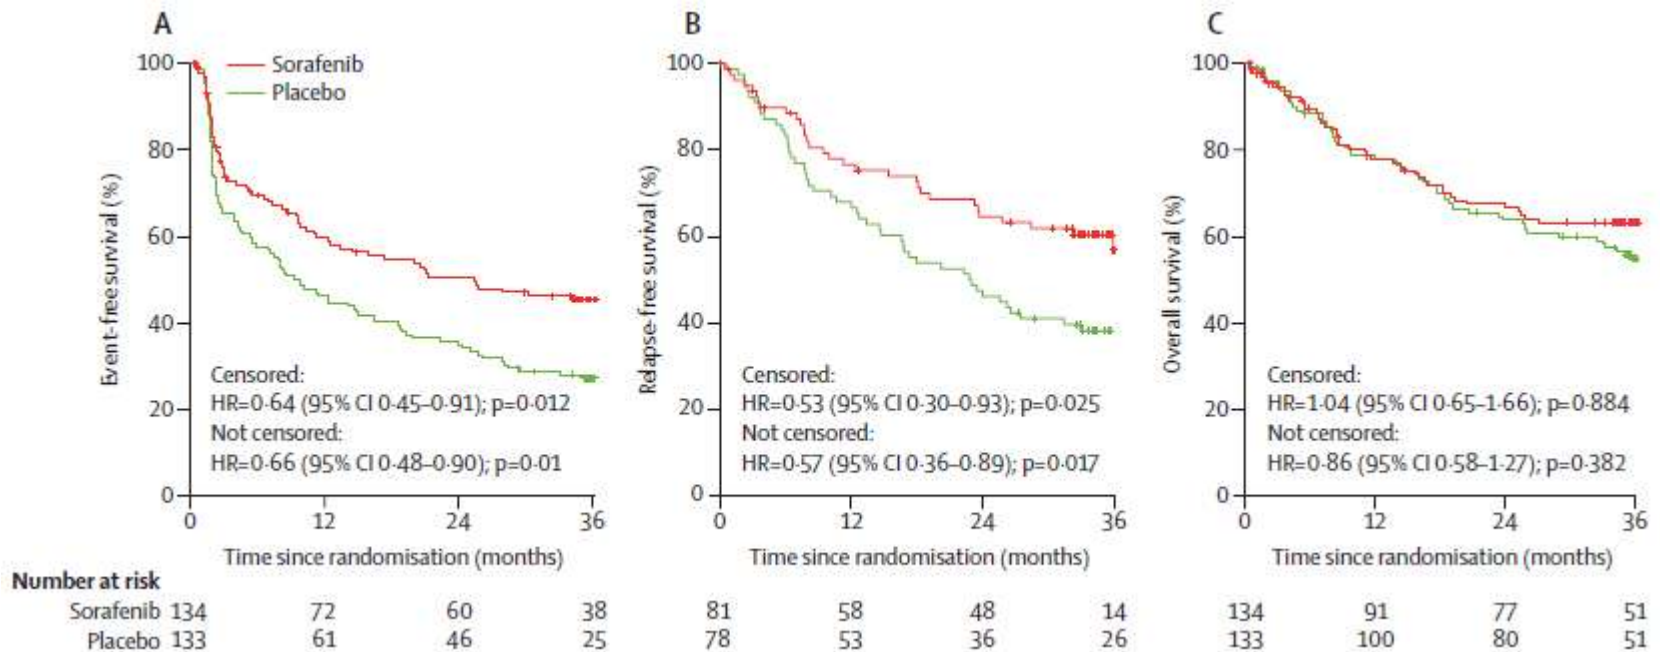 A
Sorafenib
Placebo
Event-free survival (%)
100
80
60
40
20
0
Censored:
HR=0·64 (95% CI 0·45–0·91); p=0·012
Not censored:
HR=0·66 (95% CI 0·48–0·90); p=0·01
0 12 24 36
Time since randomisation (months)
B
Relapse-free survival (%)
100
80
60
40
20
0
Censored:
HR=0·53 (95% CI 0·30–0·93); p=0·025
Not censored:
HR=0·57 (95% CI 0·36–0·89); p=0·017
0 12 24 36
Time since randomisation (months)
C
Overall survival (%)
100
80
60
40
20
0
Censored:
HR=1·04 (95% CI 0·65–1·66); p=0·884
Not censored:
HR=0·86 (95% CI 0·58–1·27); p=0·382
0 12 24 36
Time since randomisation (months)
Number at risk
Sorafenib 134 72 60 38 81 58 48 14 134 91 77 51
Placebo 133 61 46 25 78 53 36 26 133 100 80 51